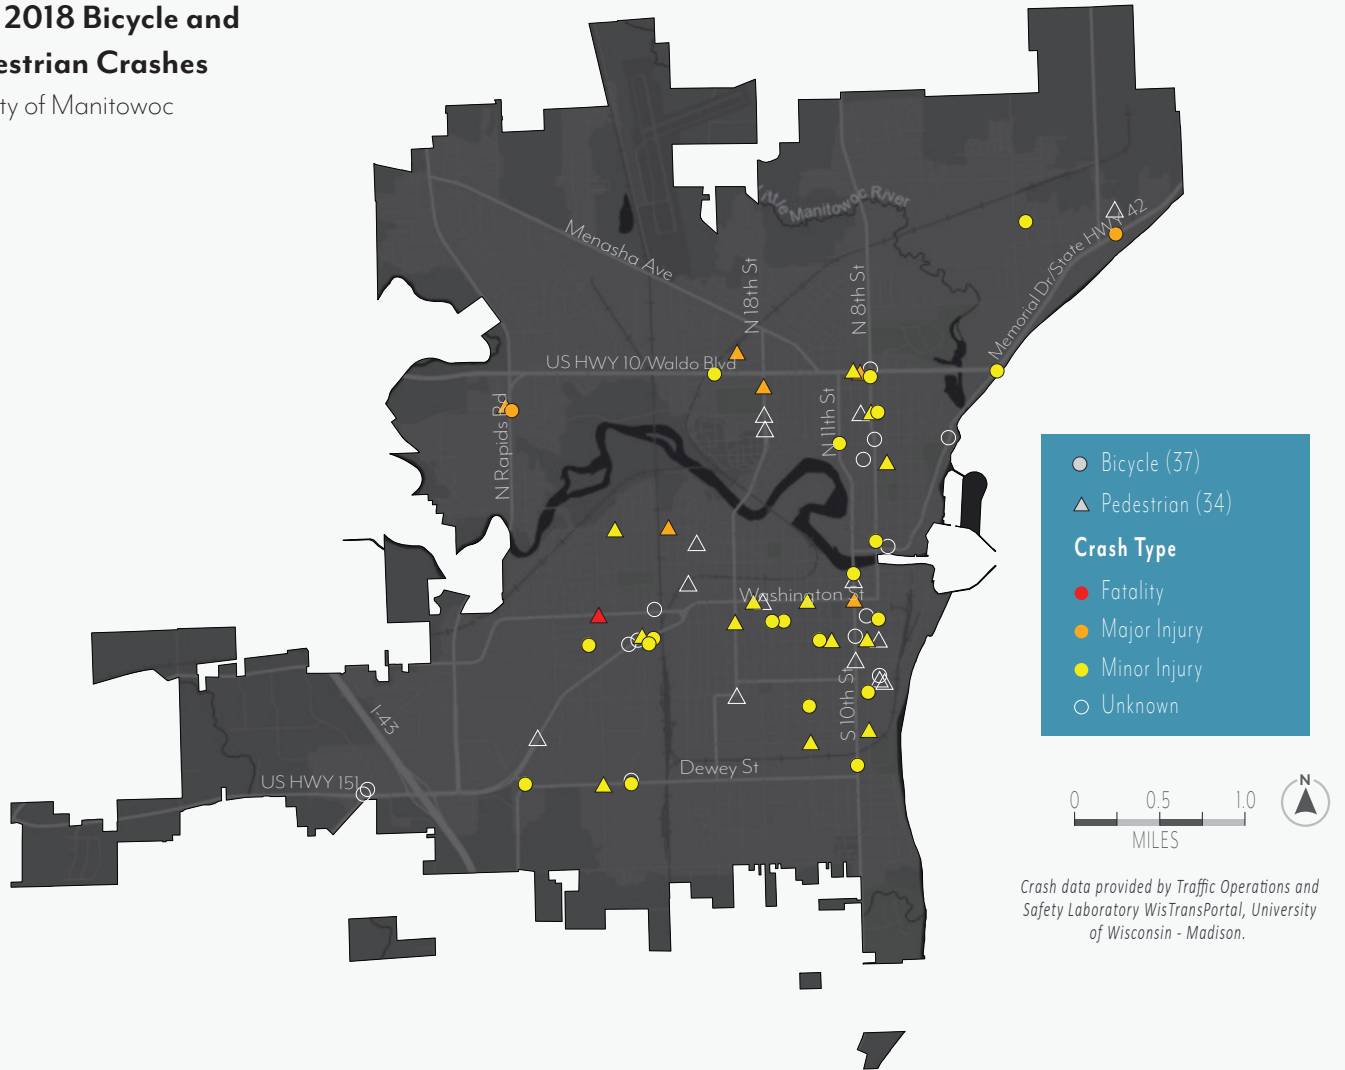 2018 Bicycle and
estrian Crashes
ty of Manitowoc
Little Manitowoc River
Menasha Ave
N 18th St
N 8th St
Memorial Dr/State HWY 42
US HWY 10/Waldo Blvd
N Rapids Rd
N 11th St
Washington St
S 10th St
I-43
US HWY 151
Dewey St
Bicycle (37)
Pedestrian (34)
Crash Type
Fatality
Major Injury
Minor Injury
Unknown
0 0.5 1.0
MILES
N
Crash data provided by Traffic Operations and
Safety Laboratory WisTransPortal, University
of Wisconsin - Madison.